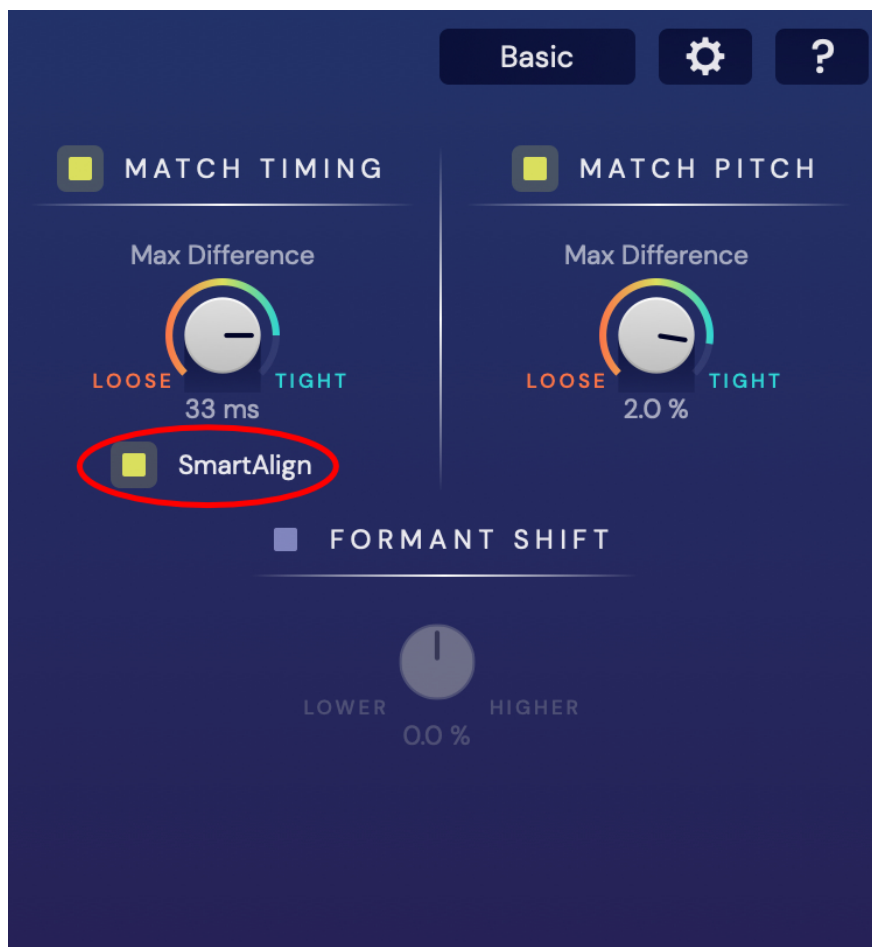 Basic
?
MATCH TIMING
Max Difference
LOOSE TIGHT
33 ms
SmartAlign
MATCH PITCH
Max Difference
LOOSE TIGHT
2.0 %
FORMANT SHIFT
LOWER HIGHER
0.0 %